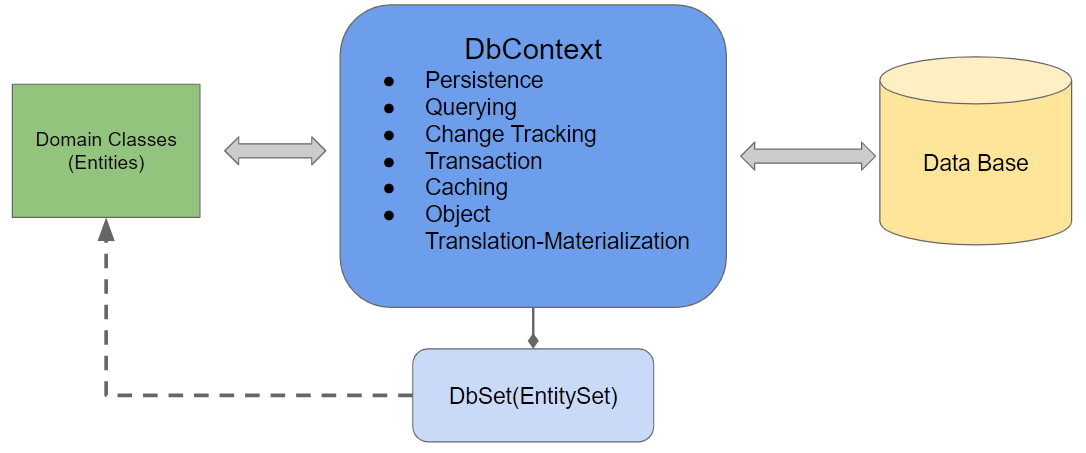 DbContext
● Persistence
● Querying
● Change Tracking
● Transaction
● Caching
● Object
Translation-Materialization
Domain Classes
(Entities)
Data Base
DbSet(EntitySet)